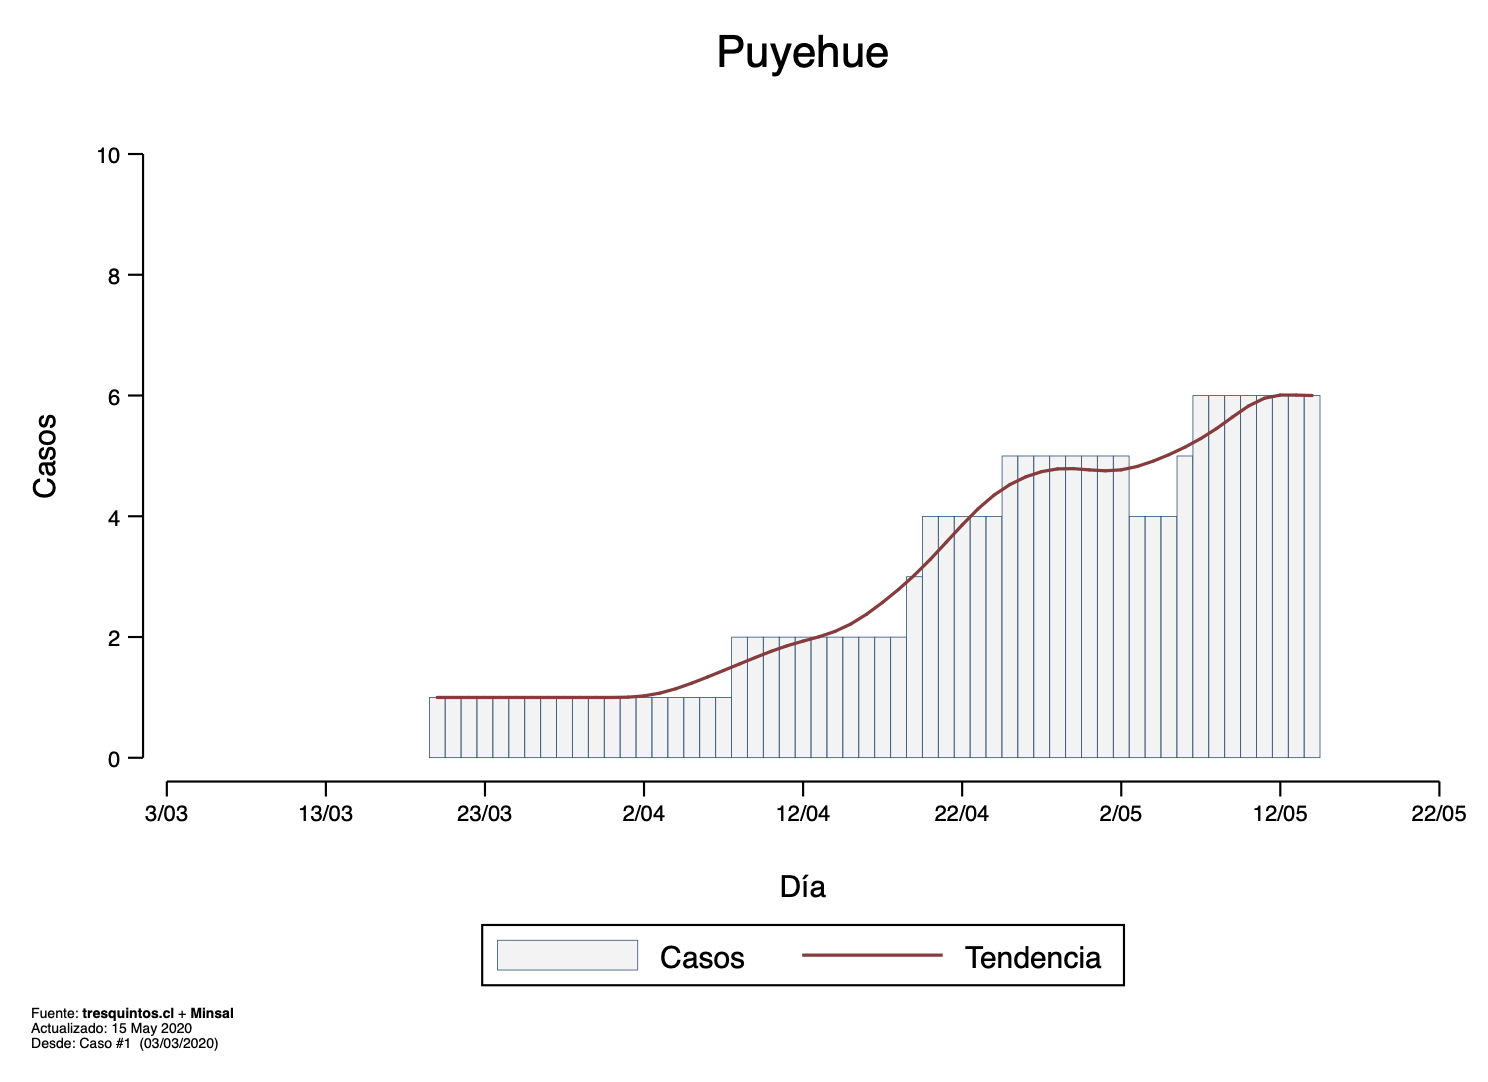 Puyehue
10
8
6
4
2
0
Casos
3/03 13/03 23/03 2/04 12/04 22/04 2/05 12/05 22/05
Día
Casos Tendencia
Fuente: tresquintos.cl + Minsal
Actualizado: 15 May 2020
Desde: Caso #1 (03/03/2020)